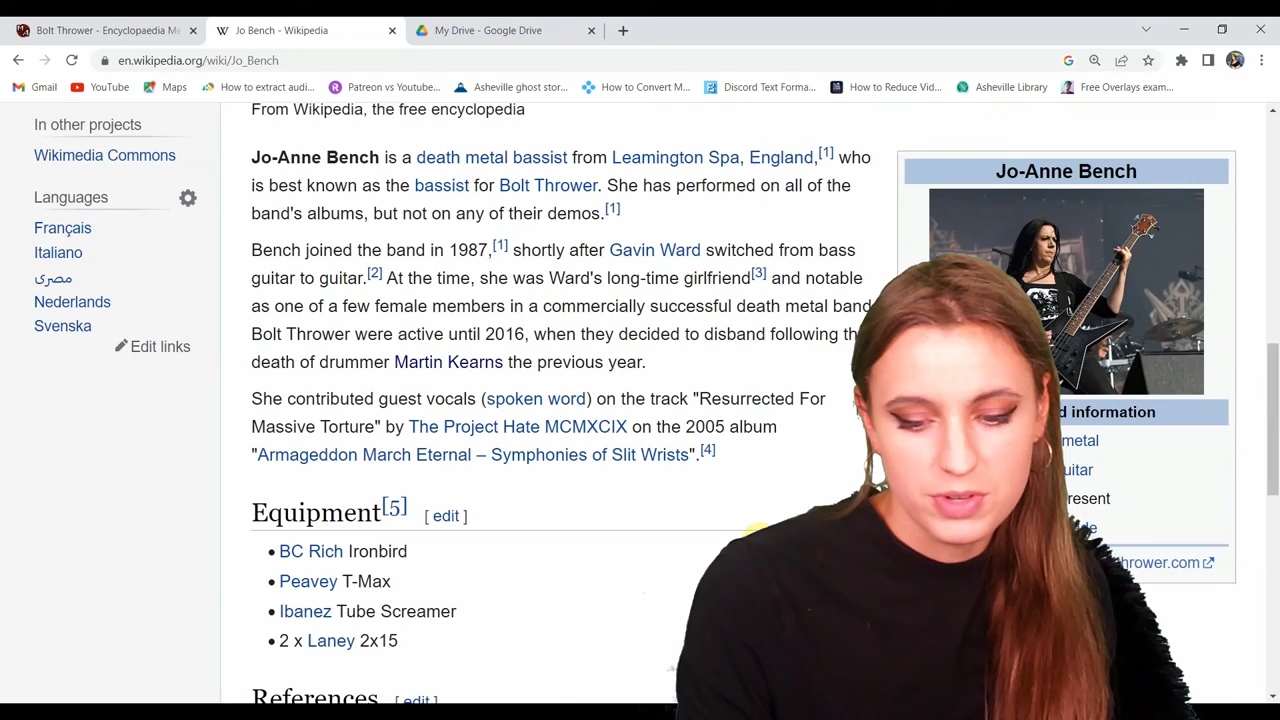 Bolt Thrower - Encyclopaedia Me
Jo Bench - Wikipedia
My Drive - Google Drive
en.wikipedia.org/wiki/Jo_Bench
Gmail YouTube Maps How to extract audi... Patreon vs Youtube... Asheville ghost stor... How to Convert M... Discord Text Forma... How to Reduce Vid... Asheville Library Free Overlays exam...
In other projects
Wikimedia Commons
Languages
Français
Italiano
مصرى
Nederlands
Svenska
Edit links
From Wikipedia, the free encyclopedia
Jo-Anne Bench is a death metal bassist from Leamington Spa, England,[1] who
is best known as the bassist for Bolt Thrower. She has performed on all of the
band's albums, but not on any of their demos.[1]
Bench joined the band in 1987,[1] shortly after Gavin Ward switched from bass
guitar to guitar.[2] At the time, she was Ward's long-time girlfriend[3] and notable
as one of a few female members in a commercially successful death metal band
Bolt Thrower were active until 2016, when they decided to disband following th
death of drummer Martin Kearns the previous year.
She contributed guest vocals (spoken word) on the track "Resurrected For
Massive Torture" by The Project Hate MCMXCIX on the 2005 album
"Armageddon March Eternal – Symphonies of Slit Wrists".[4]
Equipment[5] [ edit ]
• BC Rich Ironbird
• Peavey T-Max
• Ibanez Tube Screamer
• 2 x Laney 2x15
References [ edit ]
Jo-Anne Bench
d information
metal
uitar
resent
de
hrower.com